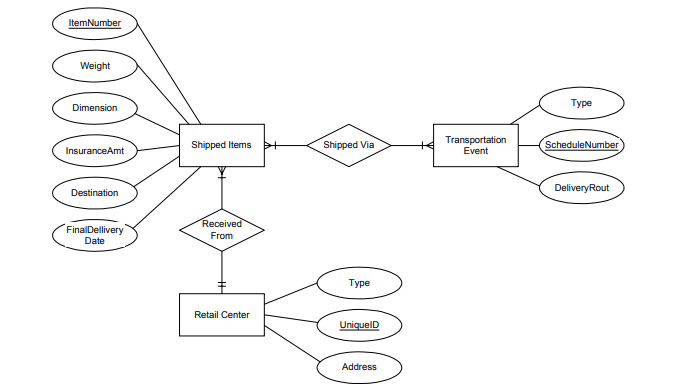 ItemNumber
Weight
Dimension
InsuranceAmt
Destination
FinalDellivery
Date
Shipped Items
Shipped Via
Transportation
Event
Type
ScheduleNumber
DeliveryRout
Received
From
Retail Center
Type
UniqueID
Address